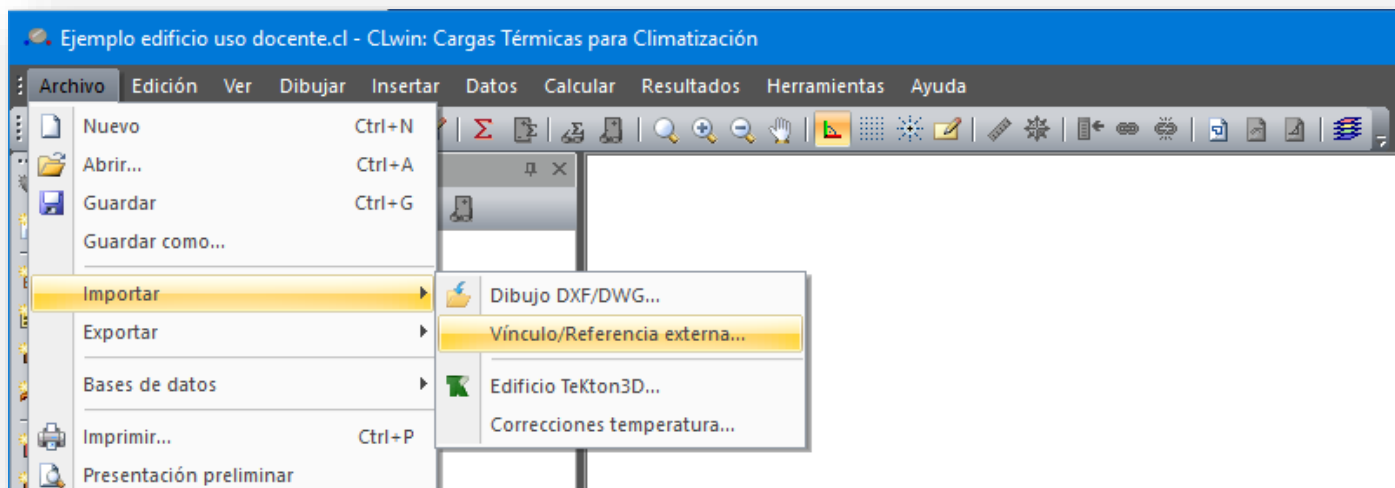 Ejemplo edificio uso docente.cl - CLwin: Cargas Térmicas para Climatización
Archivo Edición Ver Dibujar Insertar Datos Calcular Resultados Herramientas Ayuda
Nuevo Ctrl+N
Abrir... Ctrl+A
Guardar Ctrl+G
Guardar como...
Importar
Exportar
Bases de datos
Imprimir... Ctrl+P
Presentación preliminar
Dibujo DXF/DWG...
Vínculo/Referencia externa...
Edificio TeKton3D...
Correcciones temperatura...